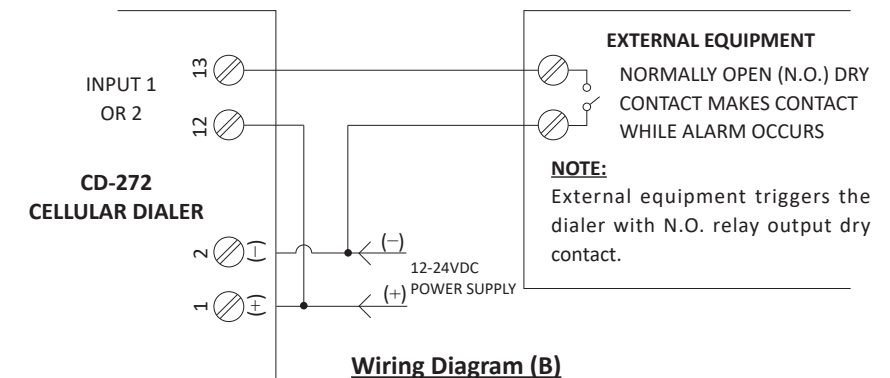 INPUT 1
OR 2
13
12
CD-272
CELLULAR DIALER
2 (−)
1 (+)
(−)
12-24VDC
(+) POWER SUPPLY
EXTERNAL EQUIPMENT
NORMALLY OPEN (N.O.) DRY
CONTACT MAKES CONTACT
WHILE ALARM OCCURS
NOTE:
External equipment triggers the
dialer with N.O. relay output dry
contact.
Wiring Diagram (B)